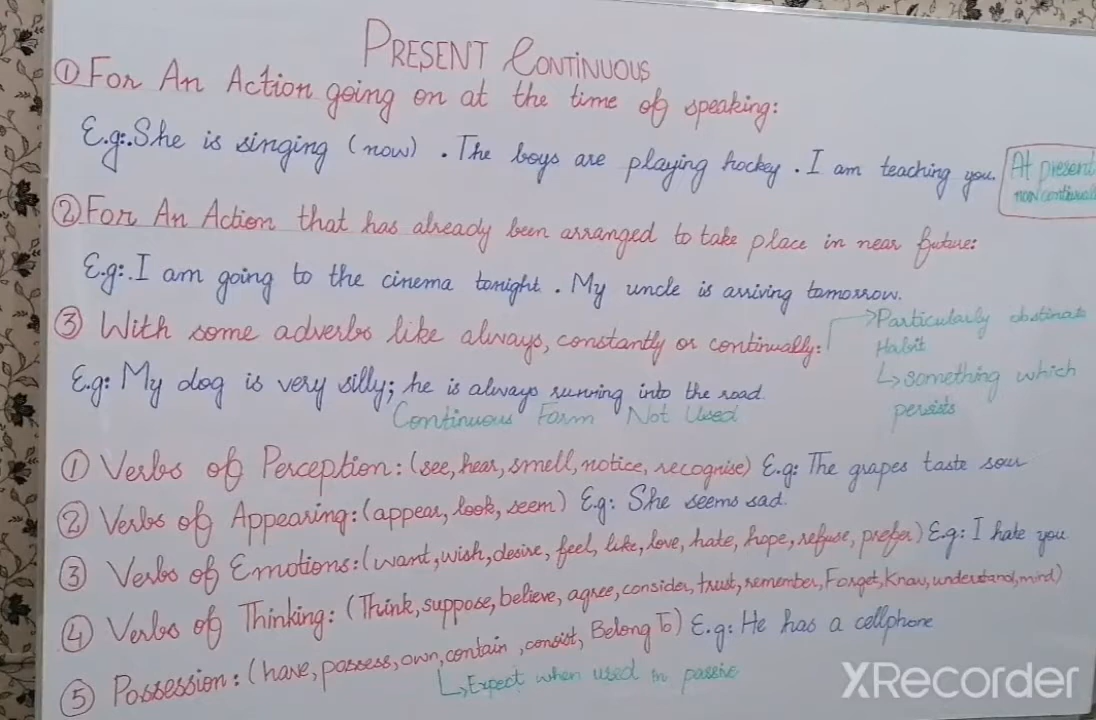 PRESENT CONTINUOUS
① For An Action going on at the time of speaking:
E.g:. She is singing (now) . The boys are playing hockey . I am teaching you.
At present
② For An Action that has already been arranged to take place in near future:
E.g:. I am going to the cinema tonight . My uncle is arriving tomorrow.
③ With some adverbs like always, constantly or continually:
→ Particularly obstinate
Habit
↳ something which
persists
E.g: My dog is very silly; he is always running into the road.
Continuous Form Not Used
① Verbs of Perception: (see, hear, smell, notice, recognise) E.g: The grapes taste sour
② Verbs of Appearing: (appear, look, seem) E.g: She seems sad.
③ Verbs of Emotions: (want, wish, desire, feel, like, love, hate, hope, refuse, prefer) E.g: I hate you
④ Verbs of Thinking: (Think, suppose, believe, agree, consider, trust, remember, Forget, Know, understand, mind)
⑤ Possession: (have, possess, own, contain, consist, Belong To) E.g: He has a cellphone
↳ Expect when used in passive
XRecorder